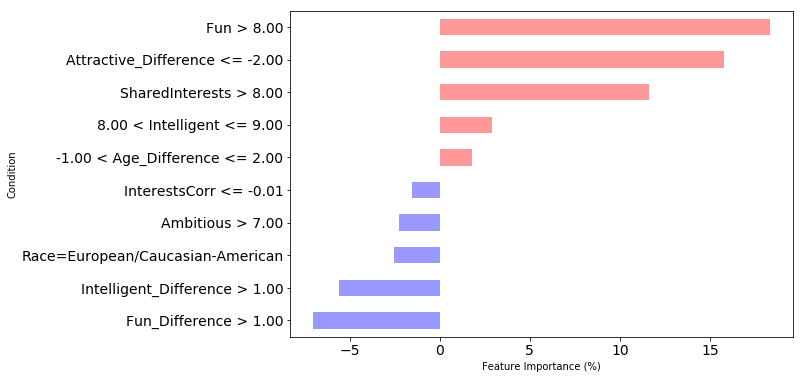 Fun > 8.00
Attractive_Difference <= -2.00
SharedInterests > 8.00
8.00 < Intelligent <= 9.00
-1.00 < Age_Difference <= 2.00
InterestsCorr <= -0.01
Ambitious > 7.00
Race=European/Caucasian-American
Intelligent_Difference > 1.00
Fun_Difference > 1.00
Condition
−5 0 5 10 15
Feature Importance (%)